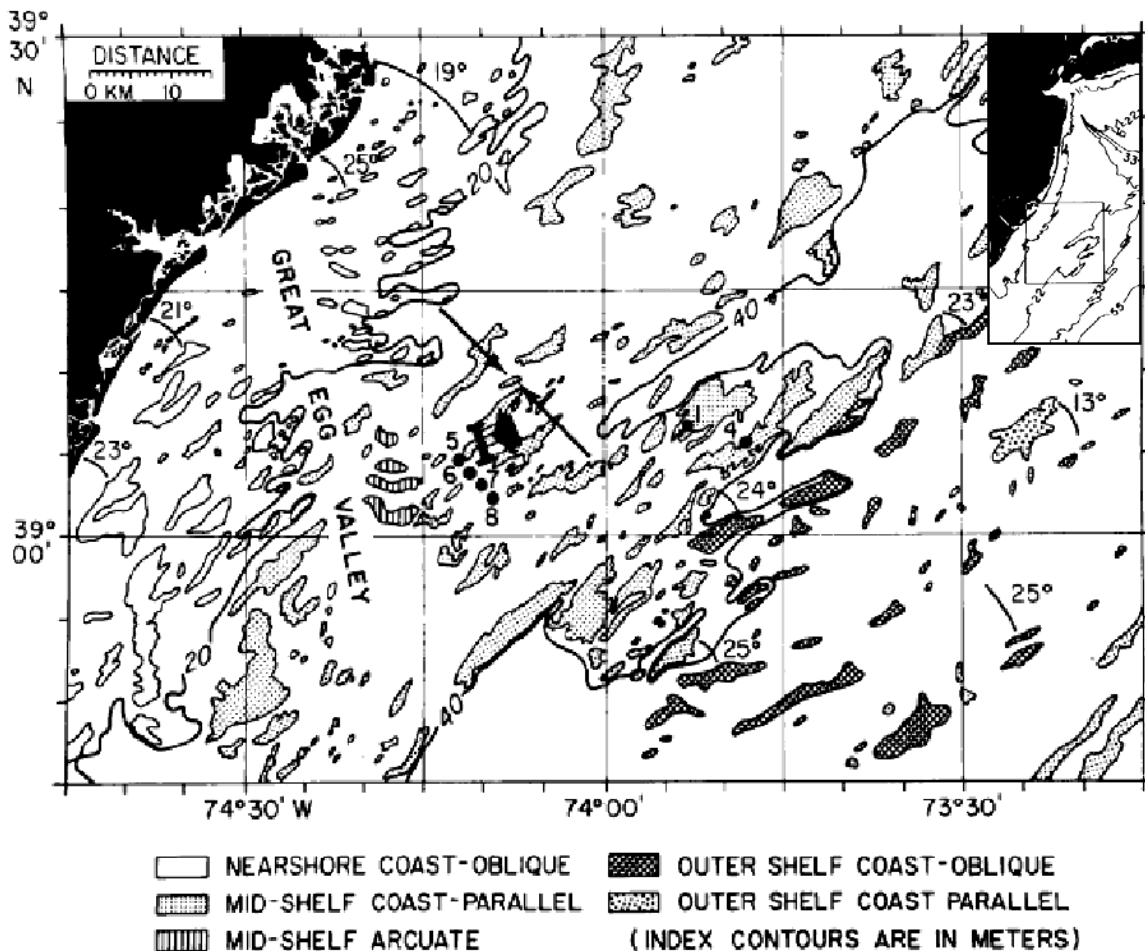 39°
30'
N
DISTANCE
0 KM 10
19°
25°
20
GREAT
21°
40
23°
EGG
1
4
13°
5
23°
6
7
8
24°
39°
00'
VALLEY
25°
20
25°
40
74°30' W
74°00'
73°30'
NEARSHORE COAST-OBLIQUE
OUTER SHELF COAST-OBLIQUE
MID-SHELF COAST-PARALLEL
OUTER SHELF COAST PARALLEL
MID-SHELF ARCUATE
(INDEX CONTOURS ARE IN METERS)